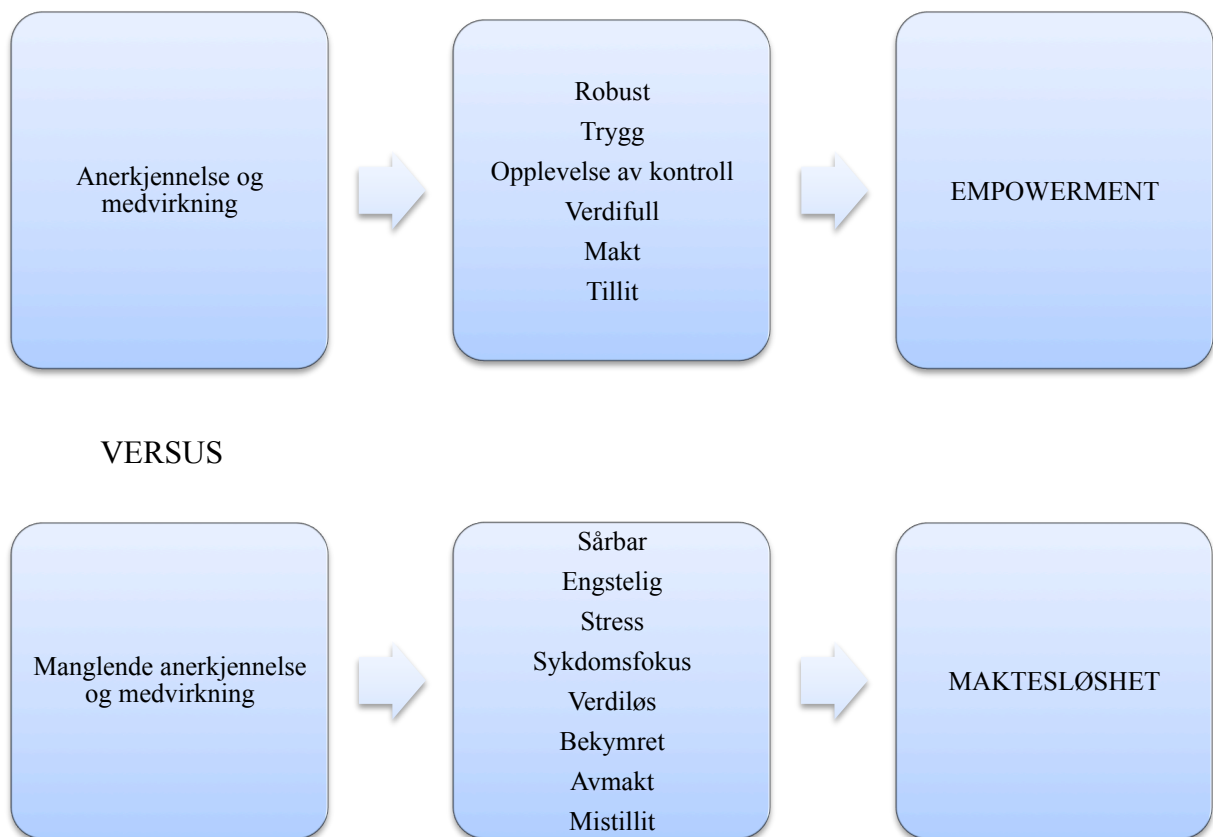 Anerkjennelse og
medvirkning
Robust
Trygg
Opplevelse av kontroll
Verdifull
Makt
Tillit
EMPOWERMENT
VERSUS
Manglende anerkjennelse
og medvirkning
Sårbar
Engstelig
Stress
Sykdomsfokus
Verdiløs
Bekymret
Avmakt
Mistillit
MAKTESLØSHET